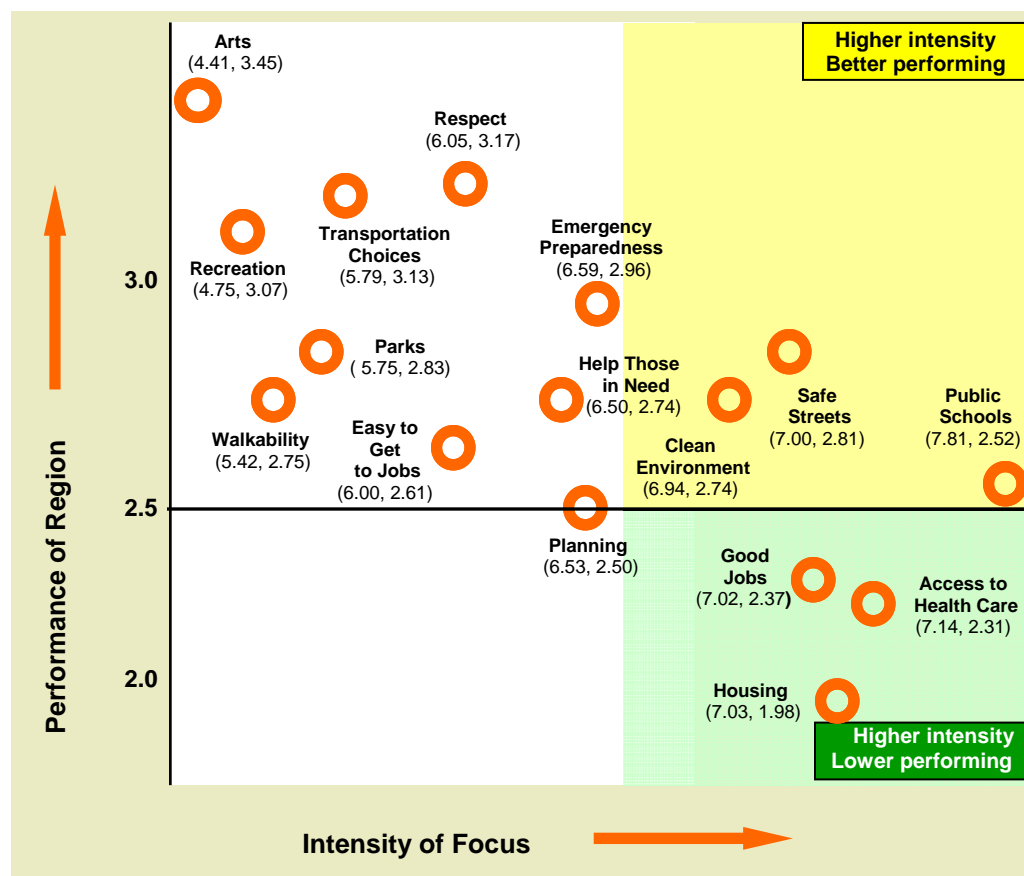 Arts
(4.41, 3.45)
Higher intensity
Better performing
Respect
(6.05, 3.17)
Emergency
Preparedness
(6.59, 2.96)
Transportation
Choices
(5.79, 3.13)
Recreation
(4.75, 3.07)
3.0
Parks
( 5.75, 2.83)
Help Those
in Need
(6.50, 2.74)
Safe
Streets
(7.00, 2.81)
Public
Schools
(7.81, 2.52)
Walkability
(5.42, 2.75)
Easy to
Get
to Jobs
(6.00, 2.61)
Clean
Environment
(6.94, 2.74)
2.5
Planning
(6.53, 2.50)
Good
Jobs
(7.02, 2.37)
Access to
Health Care
(7.14, 2.31)
2.0
Housing
(7.03, 1.98)
Higher intensity
Lower performing
Performance of Region
Intensity of Focus